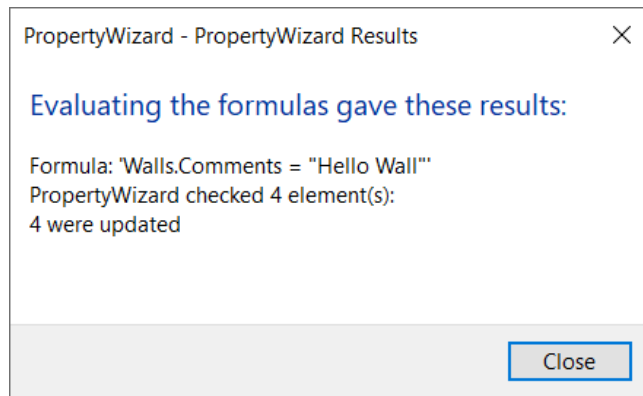 PropertyWizard - PropertyWizard Results
Evaluating the formulas gave these results:
Formula: 'Walls.Comments = "Hello Wall"'
PropertyWizard checked 4 element(s):
4 were updated
Close